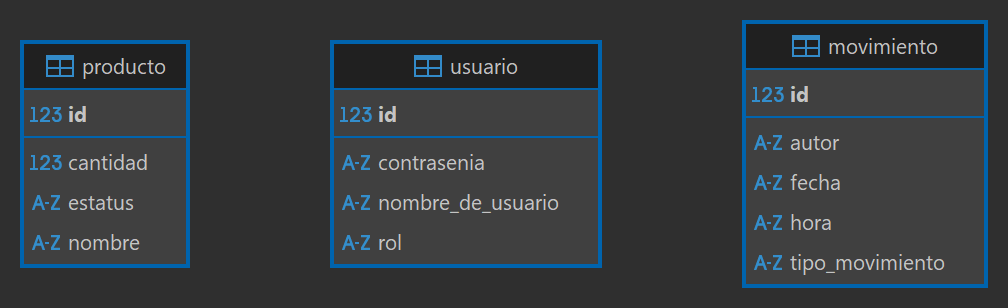 producto
123 id
123 cantidad
A-Z estatus
A-Z nombre
usuario
123 id
A-Z contrasenia
A-Z nombre_de_usuario
A-Z rol
movimiento
123 id
A-Z autor
A-Z fecha
A-Z hora
A-Z tipo_movimiento